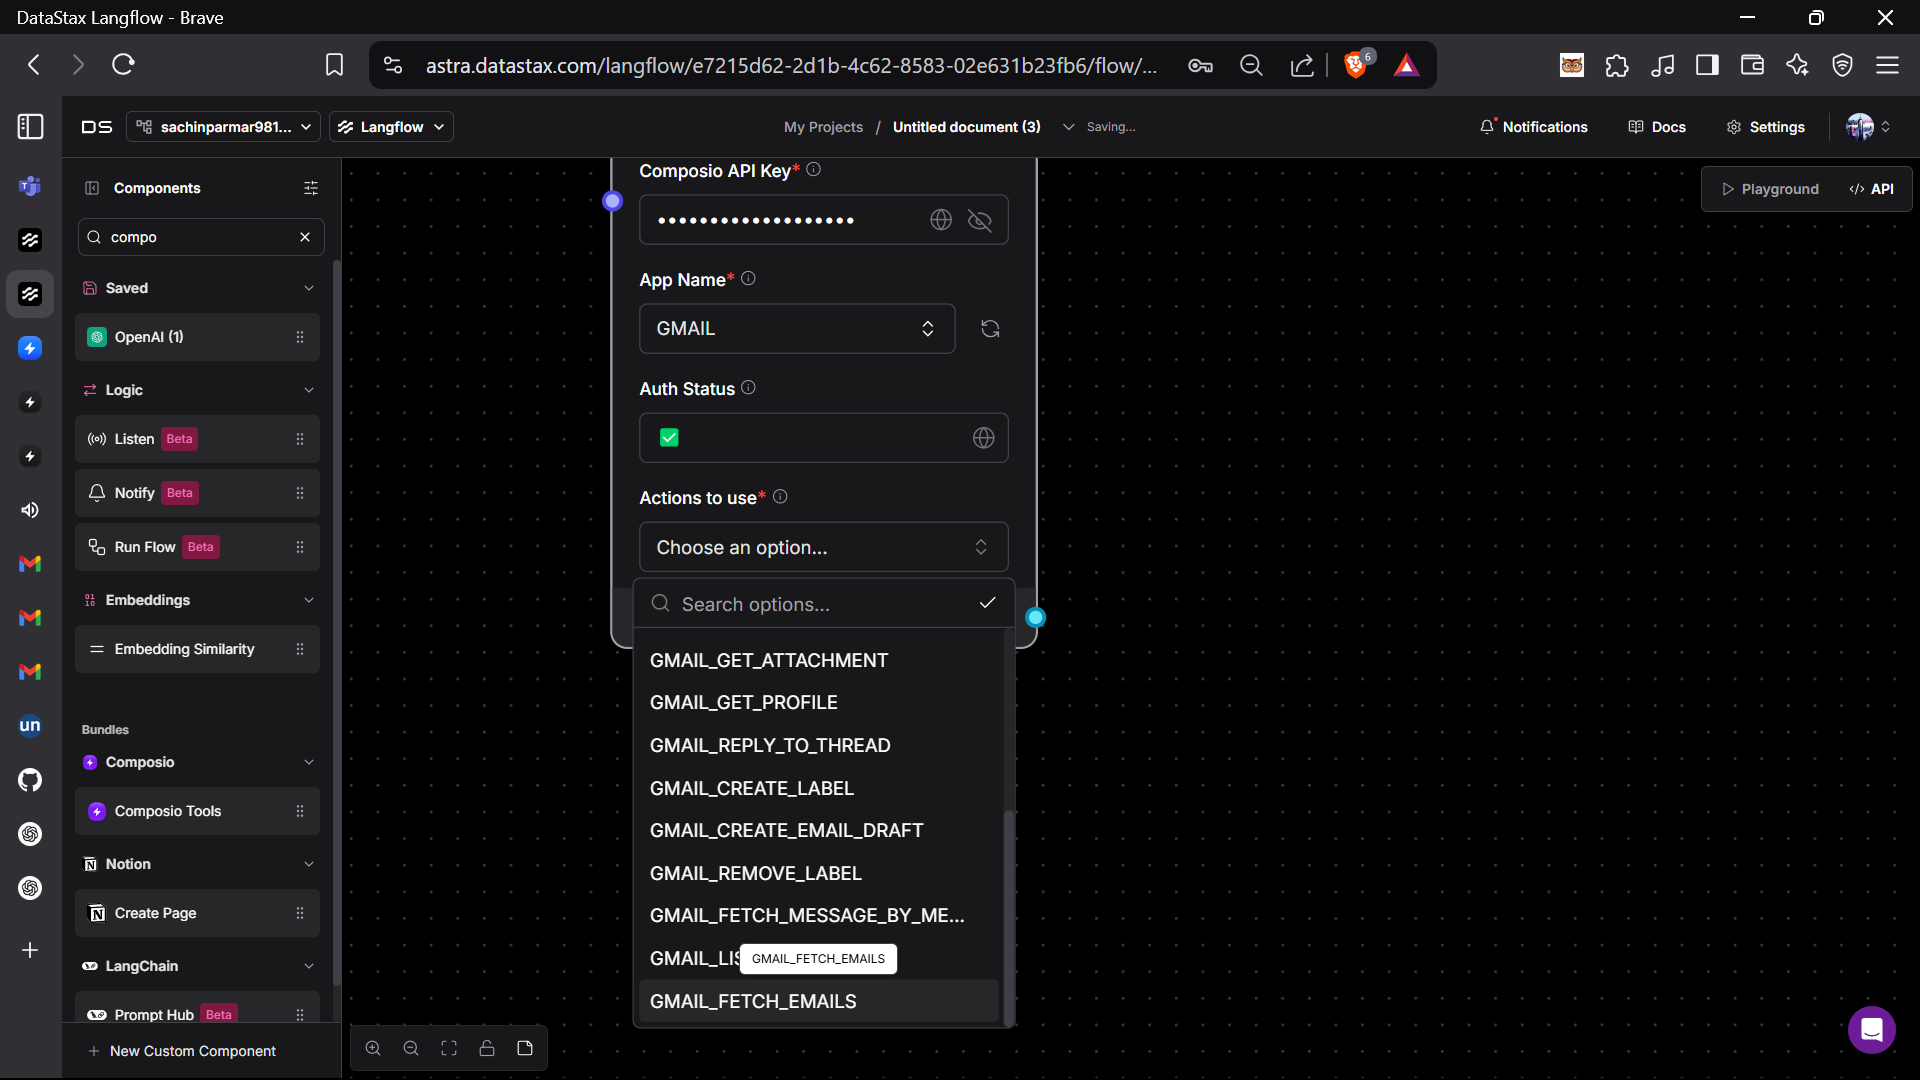 DataStax Langflow - Brave
astra.datastax.com/langflow/e7215d62-2d1b-4c62-8583-02e631b23fb6/flow/...
6
DS
sachinparmar981...
Langflow
My Projects / Untitled document (3)
Saving...
Notifications
Docs
Settings
Components
compo
Saved
OpenAI (1)
Logic
Listen Beta
Notify Beta
Run Flow Beta
Embeddings
Embedding Similarity
Bundles
Composio
Composio Tools
Notion
Create Page
LangChain
Prompt Hub Beta
+ New Custom Component
un
Playground
API
Composio API Key*
App Name*
GMAIL
Auth Status
Actions to use*
Choose an option...
Search options...
GMAIL_GET_ATTACHMENT
GMAIL_GET_PROFILE
GMAIL_REPLY_TO_THREAD
GMAIL_CREATE_LABEL
GMAIL_CREATE_EMAIL_DRAFT
GMAIL_REMOVE_LABEL
GMAIL_FETCH_MESSAGE_BY_ME...
GMAIL_LIS
GMAIL_FETCH_EMAILS
GMAIL_FETCH_EMAILS